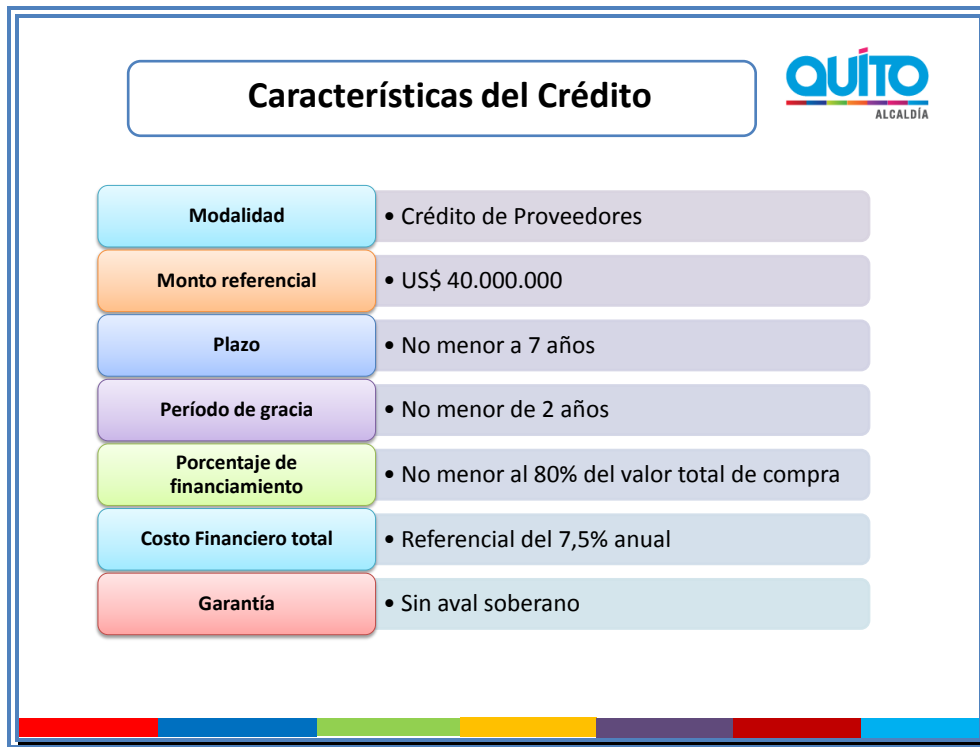 Características del Crédito
QUÍTO
ALCALDÍA
Modalidad
• Crédito de Proveedores
Monto referencial
• US$ 40.000.000
Plazo
• No menor a 7 años
Período de gracia
• No menor de 2 años
Porcentaje de
financiamiento
• No menor al 80% del valor total de compra
Costo Financiero total
• Referencial del 7,5% anual
Garantía
• Sin aval soberano